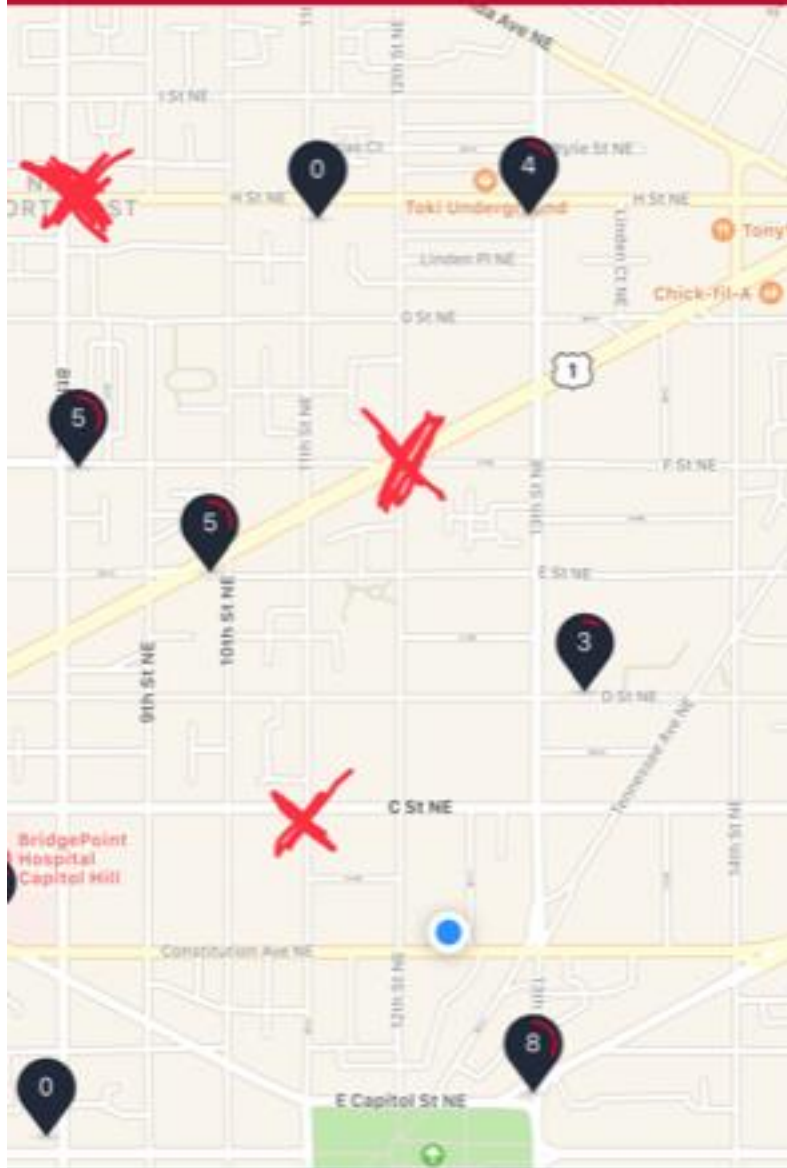 12th St NE
I St NE
0
4
H St NE
H St NE
Toki Underground
Linden Ct NE
Tony'
Linden Pl NE
Chick-fil-A
G St NE
1
8th
5
11th St NE
F St NE
5
E St NE
10th St NE
3
9th St NE
D St NE
Tennessee Ave NE
C St NE
BridgePoint
Hospital
Capitol Hill
Constitution Ave NE
12th St NE
13th
8
0
E Capitol St NE